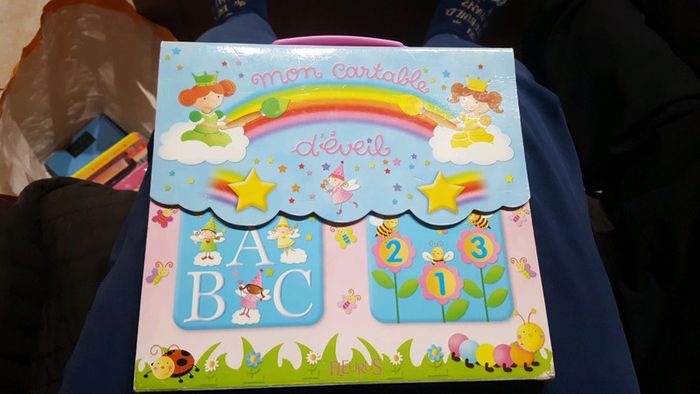 mon cartable
d'éveil
A
B C
2 3
1
FLEURUS